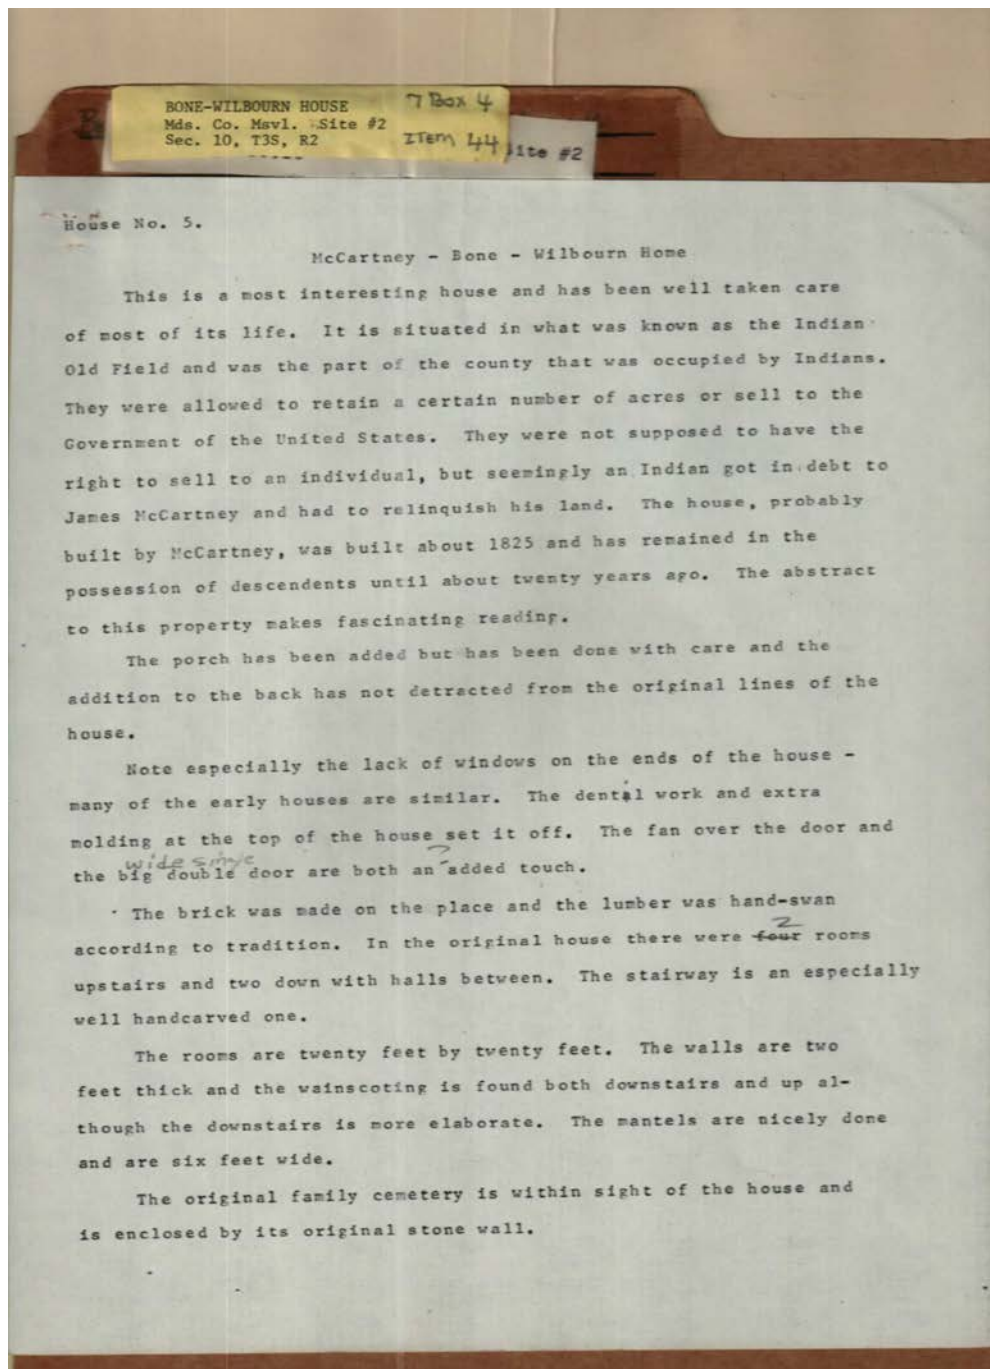 BONE-WILBOURN HOUSE
Mds. Co. Msvl. Site #2
Sec. 10, T3S, R2
7 Box 4
ITEM 44
Site #2
House No. 5.
McCartney - Bone - Wilbourn Home
This is a most interesting house and has been well taken care
of most of its life. It is situated in what was known as the Indian
Old Field and was the part of the county that was occupied by Indians.
They were allowed to retain a certain number of acres or sell to the
Government of the United States. They were not supposed to have the
right to sell to an individual, but seemingly an Indian got in debt to
James McCartney and had to relinquish his land. The house, probably
built by McCartney, was built about 1825 and has remained in the
possession of descendents until about twenty years ago. The abstract
to this property makes fascinating reading.
The porch has been added but has been done with care and the
addition to the back has not detracted from the original lines of the
house.
Note especially the lack of windows on the ends of the house -
many of the early houses are similar. The dental work and extra
molding at the top of the house set it off. The fan over the door and
wide single
the big double door are both an added touch.
The brick was made on the place and the lumber was hand-swan
2
according to tradition. In the original house there were four rooms
upstairs and two down with halls between. The stairway is an especially
well handcarved one.
The rooms are twenty feet by twenty feet. The walls are two
feet thick and the wainscoting is found both downstairs and up al-
though the downstairs is more elaborate. The mantels are nicely done
and are six feet wide.
The original family cemetery is within sight of the house and
is enclosed by its original stone wall.